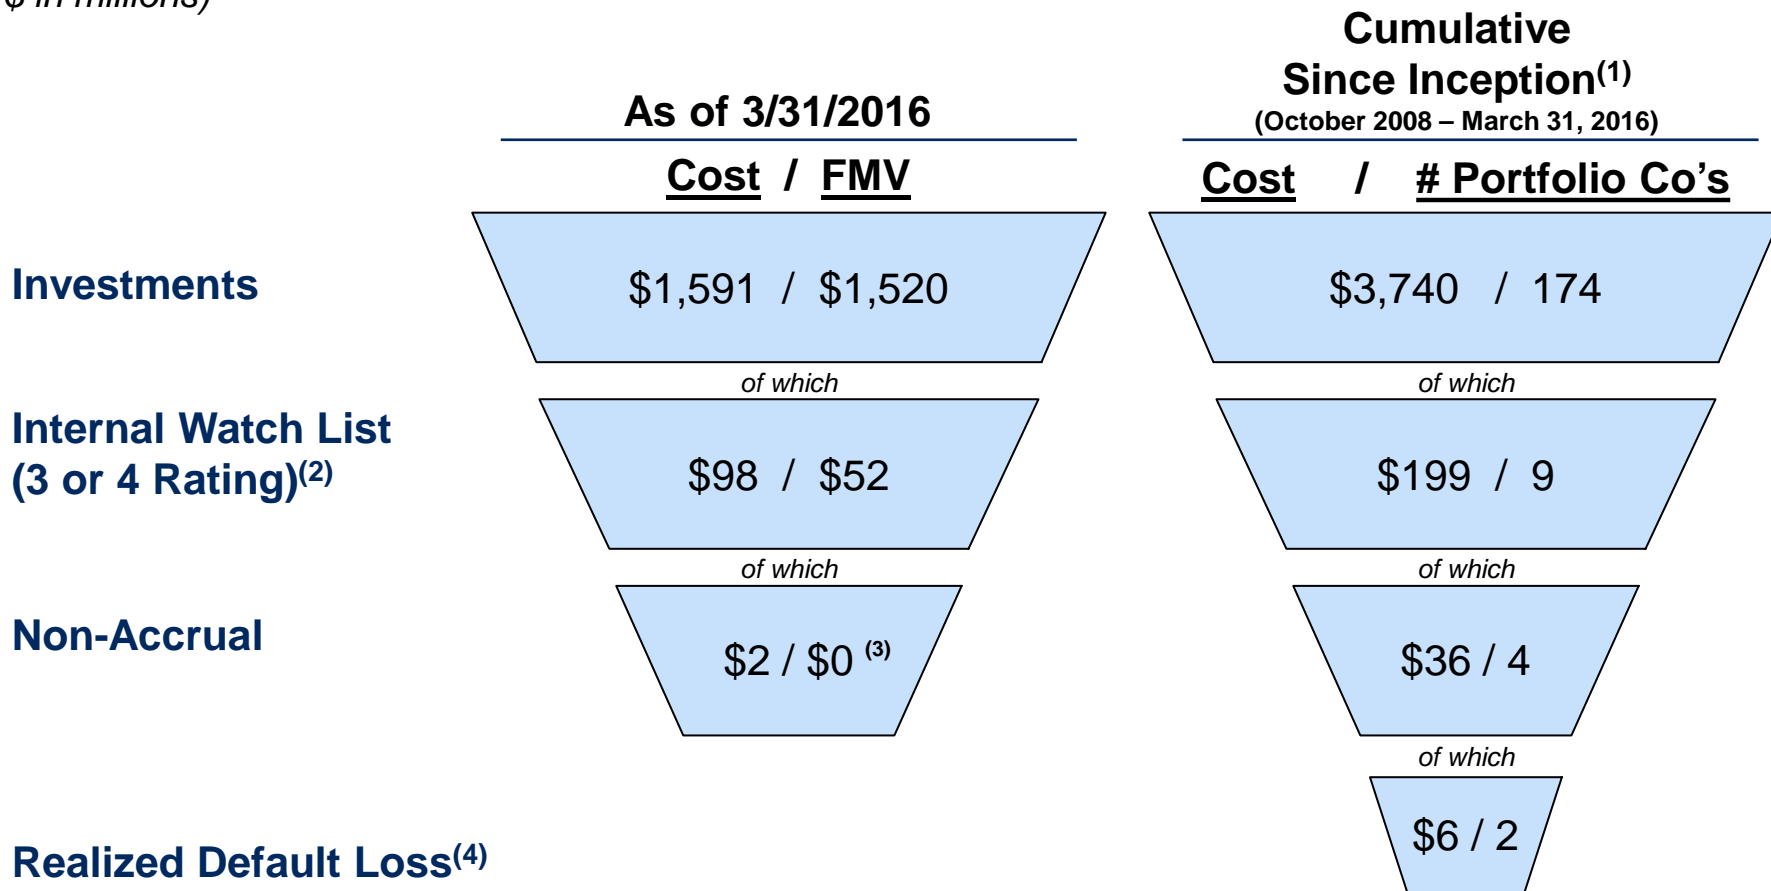 $ in millions)
Cumulative
Since Inception(1)
(October 2008 – March 31, 2016)
As of 3/31/2016
Cost / FMV
Cost / # Portfolio Co's
Investments
$1,591 / $1,520
$3,740 / 174
of which
of which
Internal Watch List
(3 or 4 Rating)(2)
$98 / $52
$199 / 9
of which
of which
Non-Accrual
$2 / $0 (3)
$36 / 4
of which
$6 / 2
Realized Default Loss(4)